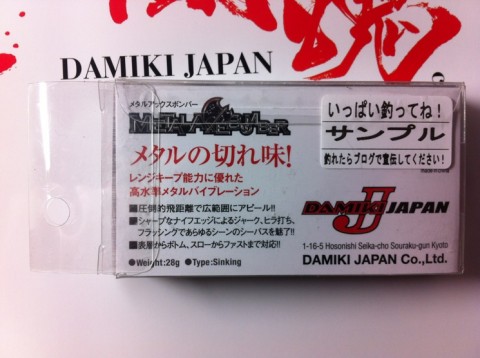 魂
DAMIKI JAPAN
メタルアックスボンバー
METAL AXE BOMBER
いっぱい釣ってね！
サンプル
釣れたらブログで宣伝してください！
メタルの切れ味！
レンジキープ能力に優れた
高水準メタルバイブレーション
■圧倒的飛距離で広範囲にアピール!!
■シャープなナイフエッジによるジャーク、ヒラ打ち、
フラッシングであらゆるシーンのシーバスを魅了!!
■表層からボトム、スローからファストまで対応!!
●Weight:28g ●Type:Sinking
DAMIKI JAPAN
1-16-5 Hosonishi Seika-cho Souraku-gun Kyoto
DAMIKI JAPAN Co.,Ltd.